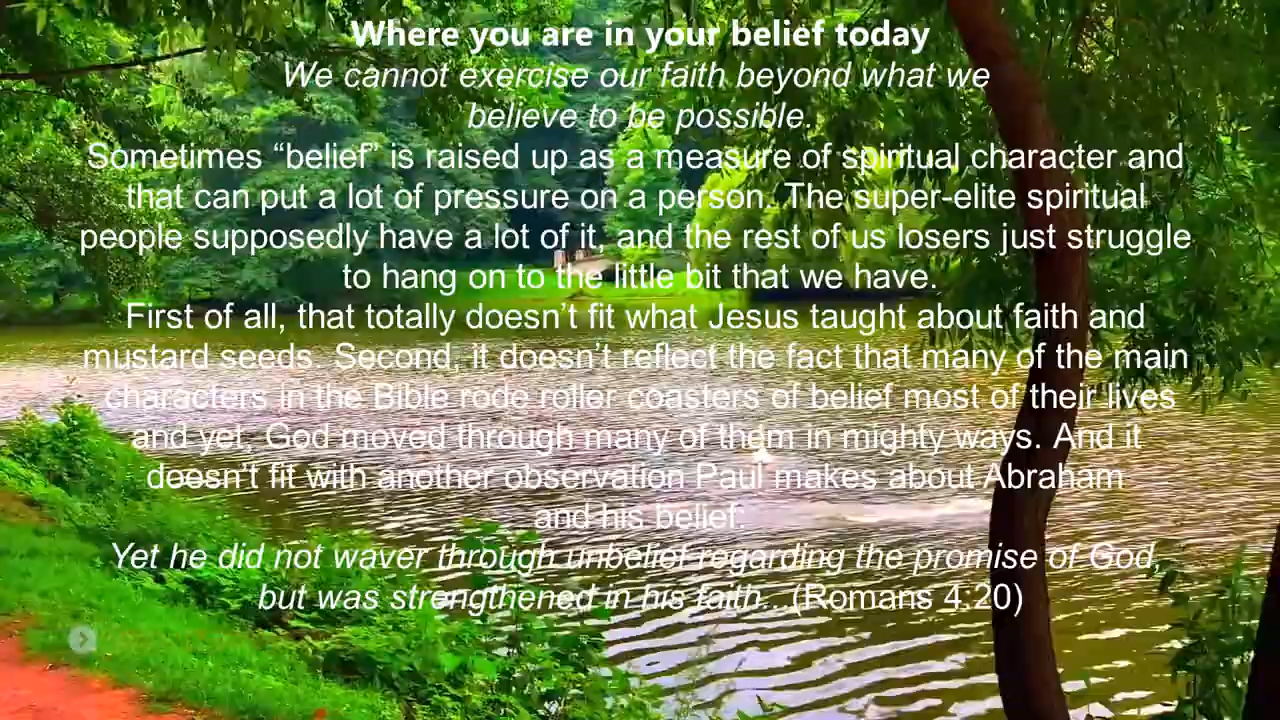 Where you are in your belief today
We cannot exercise our faith beyond what we
believe to be possible.
Sometimes “belief” is raised up as a measure of spiritual character and
that can put a lot of pressure on a person. The super-elite spiritual
people supposedly have a lot of it, and the rest of us losers just struggle
to hang on to the little bit that we have.
First of all, that totally doesn’t fit what Jesus taught about faith and
mustard seeds. Second, it doesn’t reflect the fact that many of the main
characters in the Bible rode roller coasters of belief most of their lives
and yet, God moved through many of them in mighty ways. And it
doesn’t fit with another observation Paul makes about Abraham
and his belief:
Yet he did not waver through unbelief regarding the promise of God,
but was strengthened in his faith...(Romans 4:20)